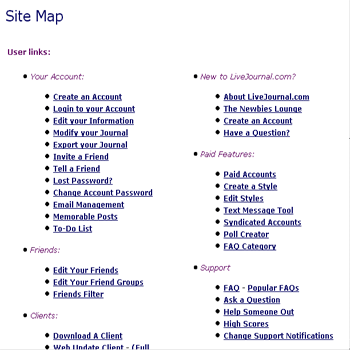 Site Map
User links:
Your Account:
Create an Account
Login to your Account
Edit your Information
Modify your Journal
Export your Journal
Invite a Friend
Tell a Friend
Lost Password?
Change Account Password
Email Management
Memorable Posts
To-Do List
Friends:
Edit Your Friends
Edit Your Friend Groups
Friends Filter
Clients:
Download A Client
Web Update Client - (Full
New to LiveJournal.com?
About LiveJournal.com
The Newbies Lounge
Create an Account
Have a Question?
Paid Features:
Paid Accounts
Create a Style
Edit Styles
Text Message Tool
Syndicated Accounts
Poll Creator
FAQ Category
Support
FAQ - Popular FAQs
Ask a Question
Help Someone Out
High Scores
Change Support Notifications